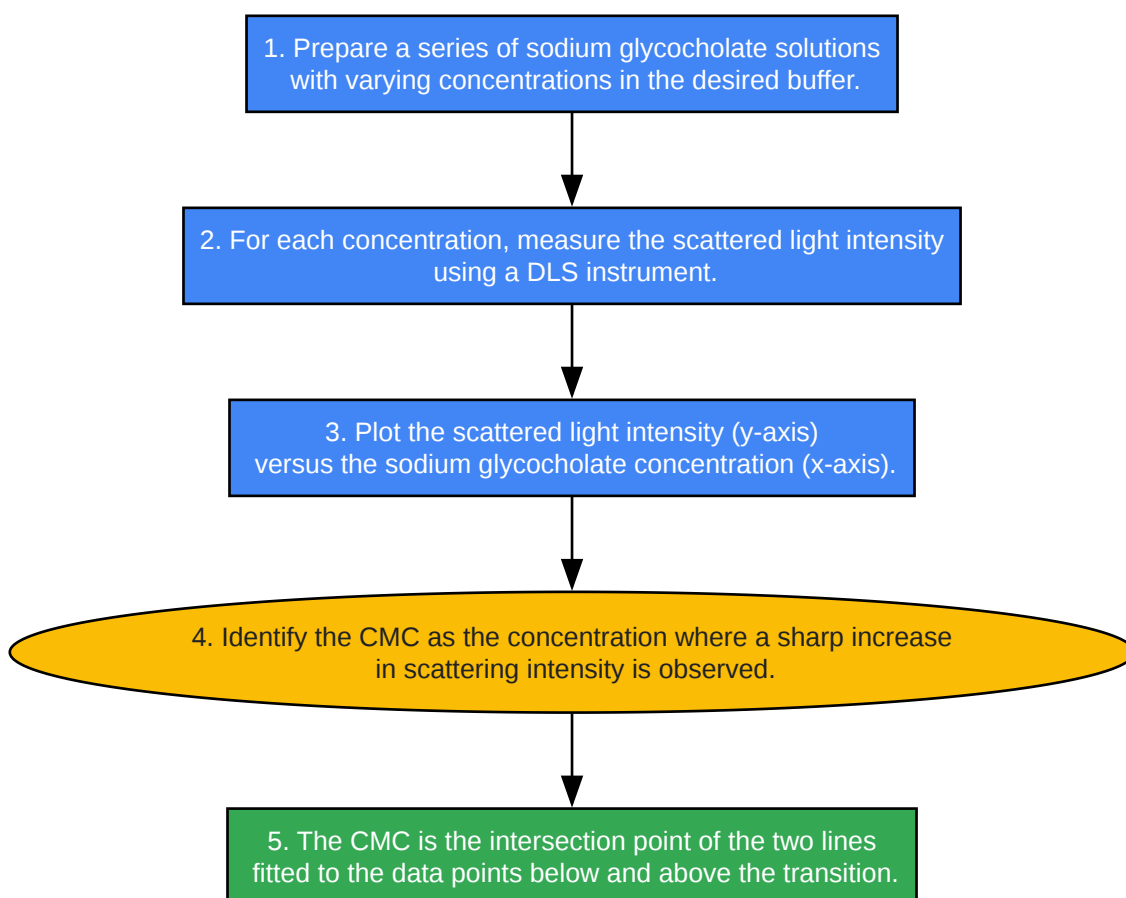 1. Prepare a series of sodium glycocholate solutions
with varying concentrations in the desired buffer.
2. For each concentration, measure the scattered light intensity
using a DLS instrument.
3. Plot the scattered light intensity (y-axis)
versus the sodium glycocholate concentration (x-axis).
4. Identify the CMC as the concentration where a sharp increase
in scattering intensity is observed.
5. The CMC is the intersection point of the two lines
fitted to the data points below and above the transition.